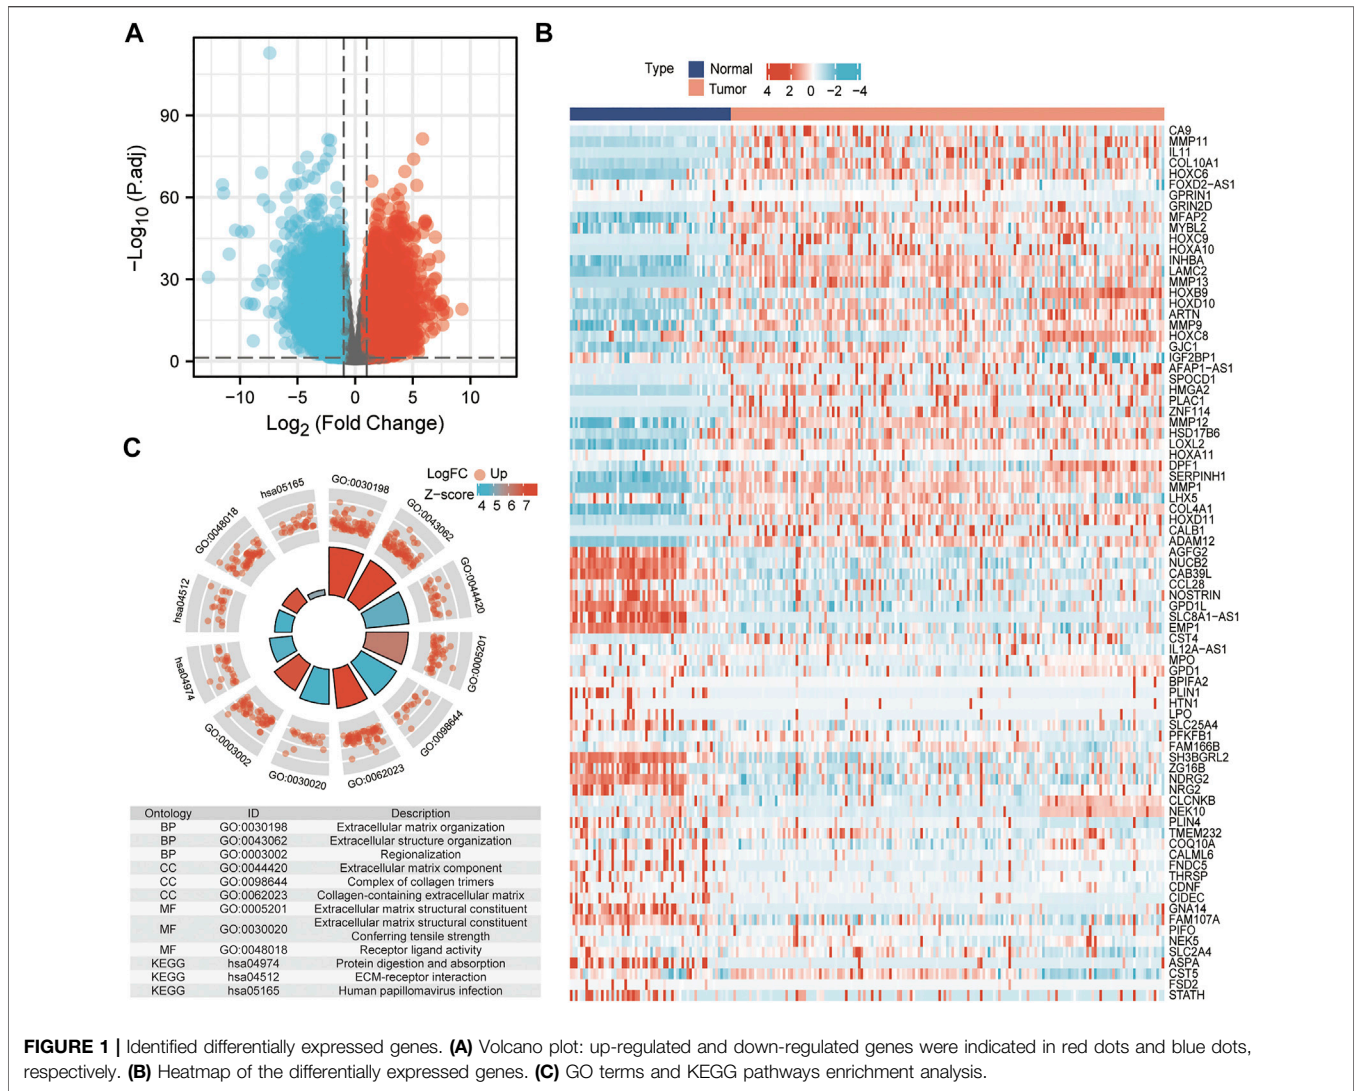 A
−Log10 (P.adj)
90
60
30
0
−10 −5 0 5 10
Log2 (Fold Change)
B
Type Normal
Tumor
4 2 0 −2 −4
CA9
MMP11
IL11
COL10A1
HOXC6
FOXD2−AS1
GPRIN1
GRIN2D
MFAP2
MYBL2
HOXC9
HOXA10
INHBA
LAMC2
MMP13
HOXB9
HOXD10
ARTN
MMP9
HOXC8
GJC1
IGF2BP1
AFAP1−AS1
SPOCD1
HMGA2
PLAC1
ZNF114
MMP12
HSD17B6
LOXL2
HOXA11
DPF1
SERPINH1
MMP1
LHX5
COL4A1
HOXD11
CALB1
ADAM12
AGFG2
NUCB2
CAB39L
CCL28
NOSTRIN
GPD1L
SLC8A1−AS1
EMP1
CST4
IL12A−AS1
MPO
GPD1
BPIFA2
PLIN1
HTN1
LPO
SLC25A4
PFKFB1
FAM166B
SH3BGRL2
ZG16B
NDRG2
NRG2
CLCNKB
NEK10
PLIN4
TMEM232
COQ10A
CALML6
FNDC5
THRSP
CDNF
CIDEC
GNA14
FAM107A
PIFO
NEK5
SLC2A4
ASPA
CST5
FSD2
STATH
C
LogFC Up
Z−score
4 5 6 7
GO:0030198
GO:0043062
GO:0044420
GO:0005201
GO:0098644
GO:0062023
GO:0030020
GO:0003002
hsa04974
hsa04512
GO:0048018
hsa05165
Ontology ID Description
BP GO:0030198 Extracellular matrix organization
BP GO:0043062 Extracellular structure organization
BP GO:0003002 Regionalization
CC GO:0044420 Extracellular matrix component
CC GO:0098644 Complex of collagen trimers
CC GO:0062023 Collagen-containing extracellular matrix
MF GO:0005201 Extracellular matrix structural constituent
MF GO:0030020 Extracellular matrix structural constituent
Conferring tensile strength
MF GO:0048018 Receptor ligand activity
KEGG hsa04974 Protein digestion and absorption
KEGG hsa04512 ECM-receptor interaction
KEGG hsa05165 Human papillomavirus infection
FIGURE 1 | Identified differentially expressed genes. (A) Volcano plot: up-regulated and down-regulated genes were indicated in red dots and blue dots,
respectively. (B) Heatmap of the differentially expressed genes. (C) GO terms and KEGG pathways enrichment analysis.